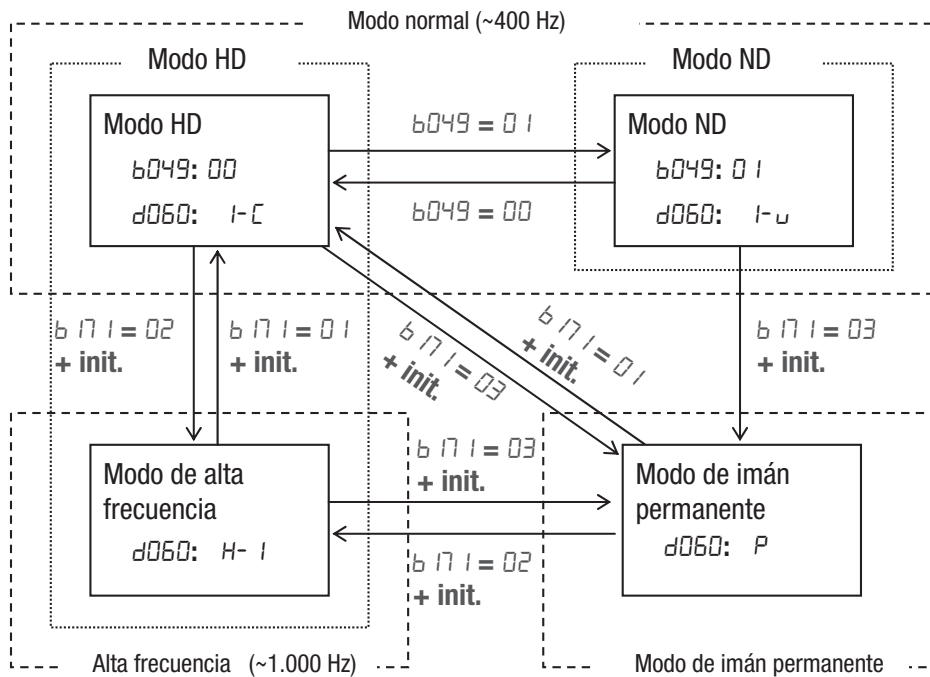 Modo normal (~400 Hz)
Modo HD
Modo ND
Modo HD
b049: 00
d060: I-C
b049 = 01
b049 = 00
Modo ND
b049: 01
d060: I-v
b171 = 02
+ init.
b171 = 01
+ init.
b171 = 03
+ init.
b171 = 01
+ init.
b171 = 03
+ init.
Modo de alta
frecuencia
d060: H-I
b171 = 03
+ init.
b171 = 02
+ init.
Modo de imán
permanente
d060: P
Alta frecuencia (~1.000 Hz)
Modo de imán permanente